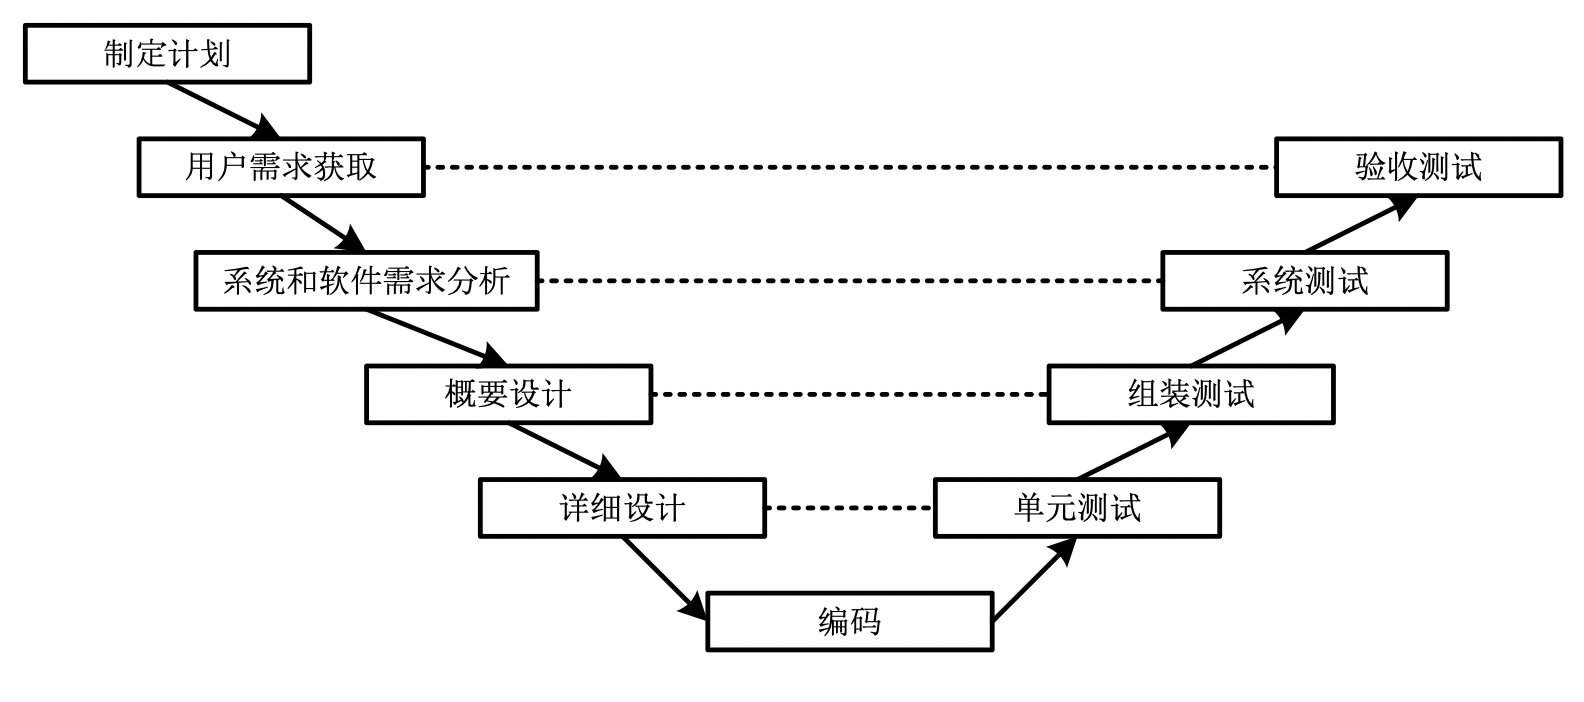 制定计划
用户需求获取
验收测试
系统和软件需求分析
系统测试
概要设计
组装测试
详细设计
单元测试
编码